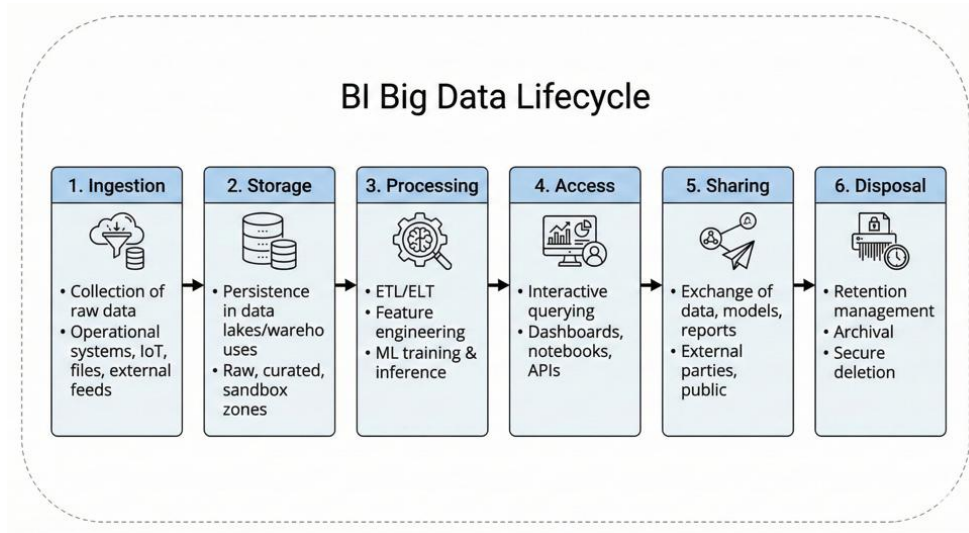 BI Big Data Lifecycle
1. Ingestion
• Collection of
raw data
• Operational
systems, IoT,
files, external
feeds
2. Storage
• Persistence
in data
lakes/wareho
uses
• Raw, curated,
sandbox
zones
3. Processing
• ETL/ELT
• Feature
engineering
• ML training &
inference
4. Access
• Interactive
querying
• Dashboards,
notebooks,
APIs
5. Sharing
• Exchange of
data, models,
reports
• External
parties,
public
6. Disposal
• Retention
management
• Archival
• Secure
deletion